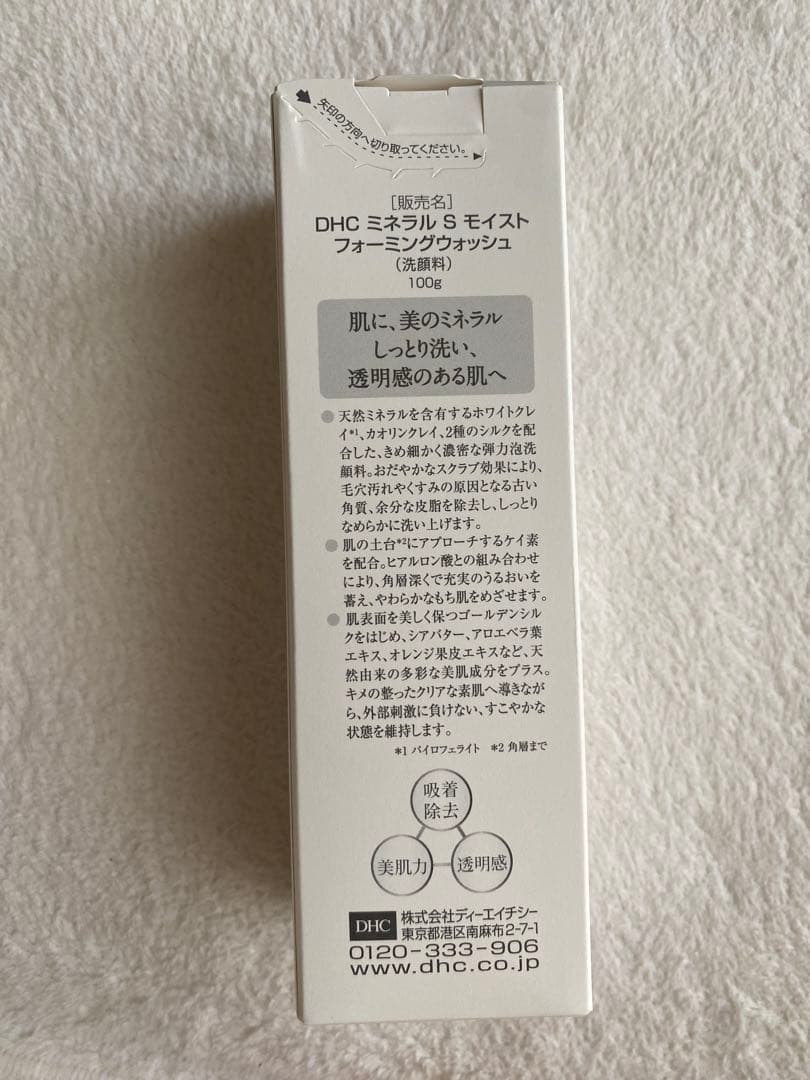 矢印の方向へ切り取ってください。
[販売名]
DHC ミネラル S モイスト
フォーミングウォッシュ
(洗顔料)
100g
肌に、美のミネラル
しっとり洗い、
透明感のある肌へ
●天然ミネラルを含有するホワイトクレ
イ*1、カオリンクレイ、2種のシルクを配
合した、きめ細かく濃密な弾力泡洗
顔料。おだやかなスクラブ効果により、
毛穴汚れやくすみの原因となる古い
角質、余分な皮脂を除去し、しっとり
なめらかに洗い上げます。
●肌の土台*2にアプローチするケイ素
を配合。ヒアルロン酸との組み合わせ
により、角層深くで充実のうるおいを
蓄え、やわらかなもち肌をめざせます。
●肌表面を美しく保つゴールデンシル
クをはじめ、シアバター、アロエベラ葉
エキス、オレンジ果皮エキスなど、天
然由来の多彩な美肌成分をプラス。
キメの整ったクリアな素肌へ導きなが
ら、外部刺激に負けない、すこやかな
状態を維持します。
*1 パイロフェライト *2 角層まで
吸着
除去
美肌力 透明感
DHC 株式会社ディーエイチシー
東京都港区南麻布2-7-1
0120-333-906
www.dhc.co.jp